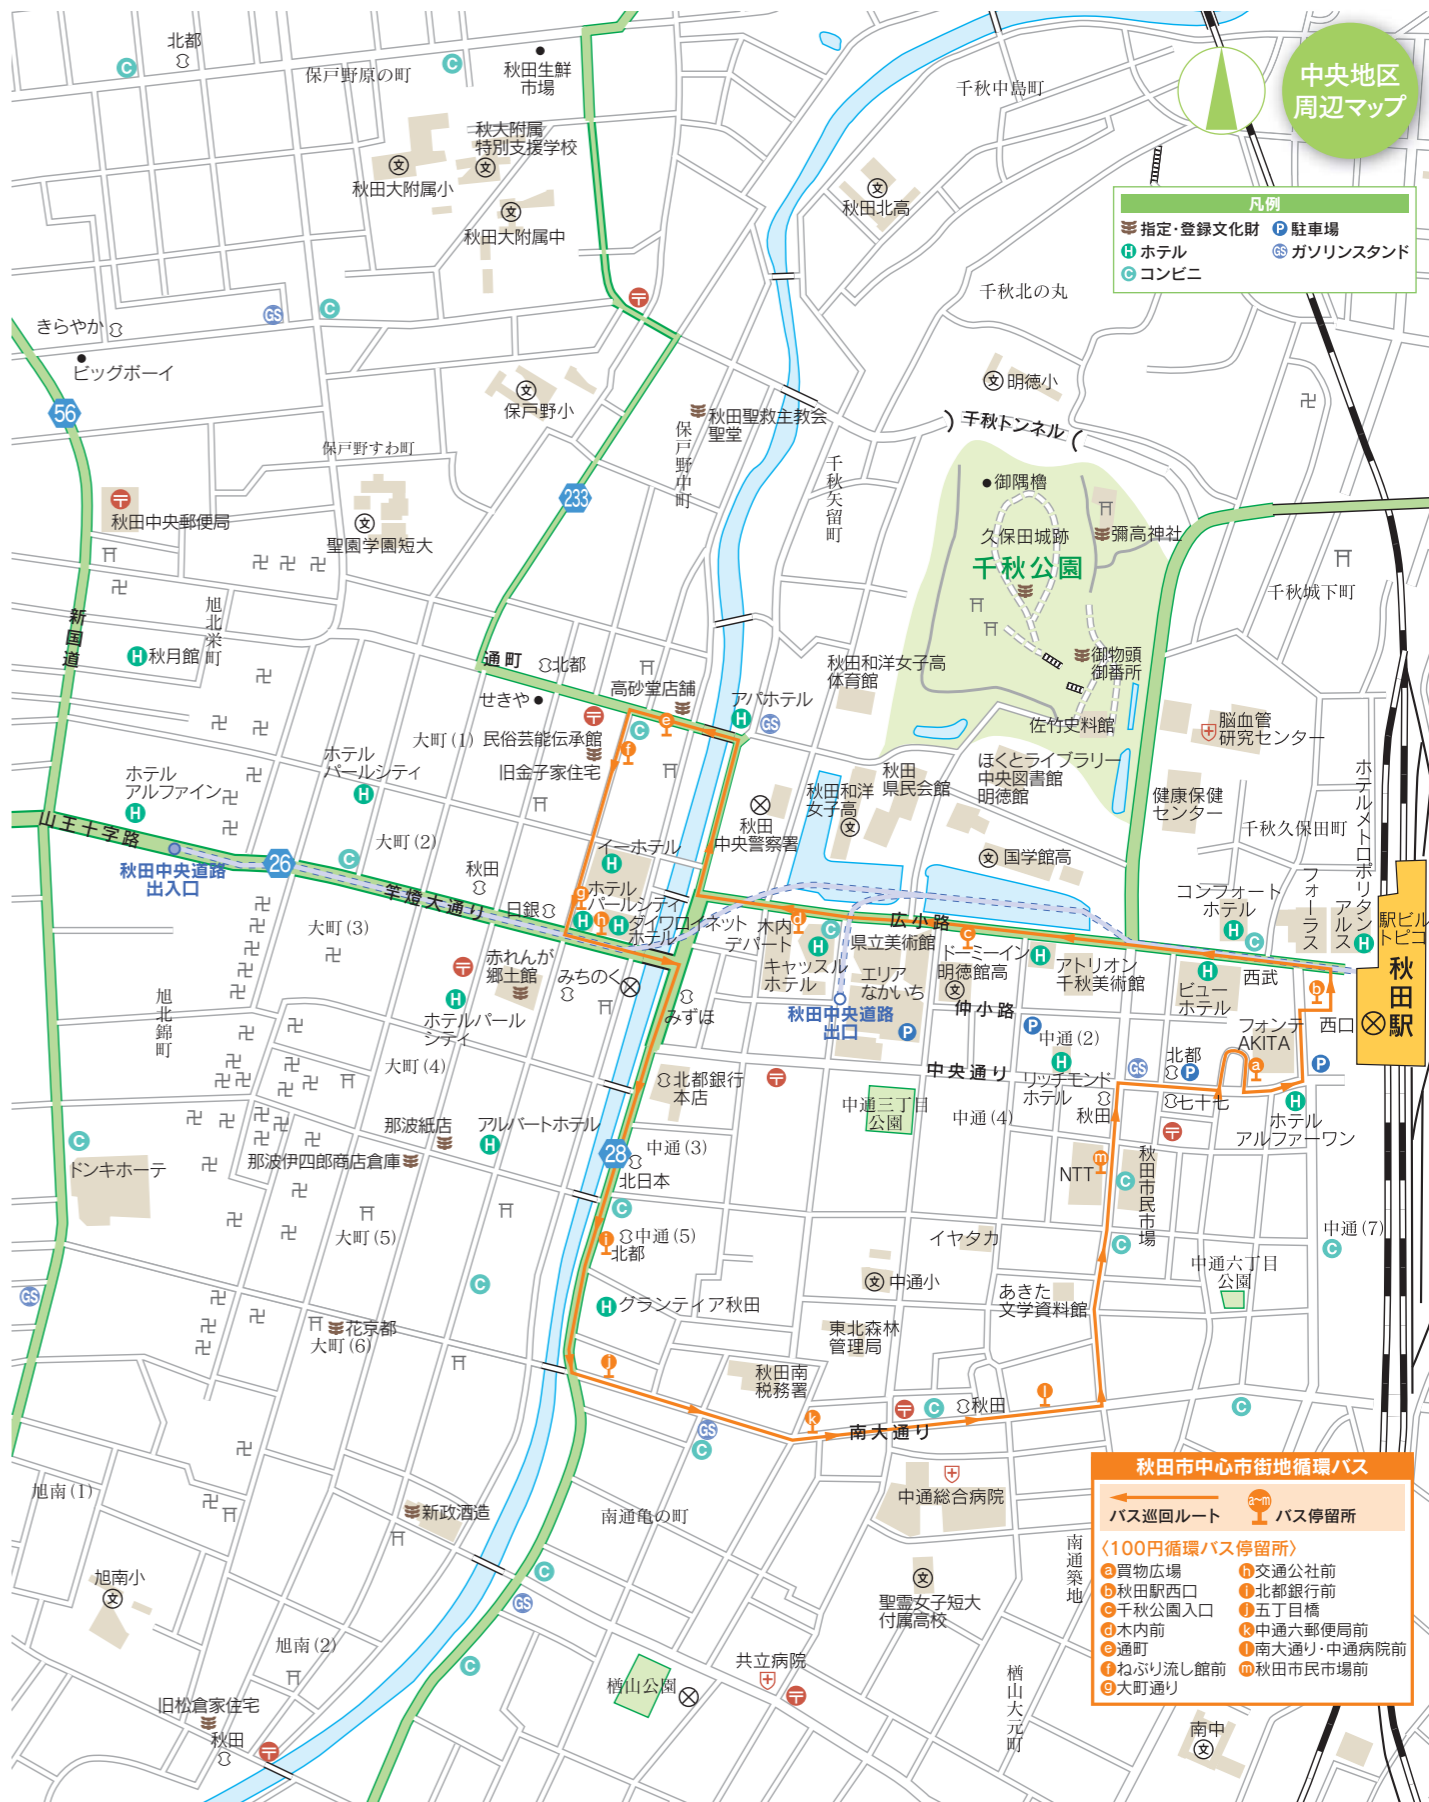 中央地区
周辺マップ
凡例
指定・登録文化財
P 駐車場
H ホテル
GS ガソリンスタンド
C コンビニ
北都
保戸野原の町
秋田生鮮
市場
千秋中島町
秋大附属
特別支援学校
秋田大附属小
秋田大附属中
秋田北高
千秋北の丸
きらやか
ビッグボーイ
56
保戸野小
明徳小
秋田聖救主教会
聖堂
千秋トンネル
保戸野すわ町
保戸野中町
千秋矢留町
233
御隅櫓
久保田城跡
彌高神社
千秋公園
秋田中央郵便局
聖園学園短大
千秋城下町
新国道
旭北栄町
秋月館
通町
北都
せきや
高砂堂店舗
アパホテル
秋田和洋女子高
体育館
御物頭
御番所
佐竹史料館
脳血管
研究センター
大町(1)
民俗芸能伝承館
旧金子家住宅
ホテル
パールシティ
ホテル
アルファイン
秋田和洋
女子高
秋田
県民会館
ほくとライブラリー
中央図書館
明徳館
健康保健
センター
千秋久保田町
ホテルメトロポリタン
山王十字路
秋田中央道路
出入口
26
大町(2)
秋田
イーホテル
秋田
中央警察署
国学館高
竿燈大通り
日銀
ホテル
パールシティ
ダイワロイネット
ホテル
木内
デパート
広小路
コンフォート
ホテル
フォーラス
アルス
駅ビル
トピコ
大町(3)
赤れんが
郷土館
みちのく
キャッスル
ホテル
県立美術館
エリア
なかいち
ドーミーイン
明徳館高
アトリオン
千秋美術館
ビュー
ホテル
西武
秋田駅
旭北錦町
ホテルパール
シティ
みずほ
秋田中央道路
出口
仲小路
中通(2)
フォンテ
AKITA
西口
大町(4)
北都銀行
本店
中央通り
リッチモンド
ホテル
北都
秋田
七十七
中通三丁目
公園
中通(4)
ホテル
アルファーワン
那波紙店
アルバートホテル
28
中通(3)
那波伊四郎商店倉庫
北日本
NTT
秋田市民市場
ドンキホーテ
大町(5)
中通(5)
北都
イヤタカ
中通(7)
中通小
中通六丁目
公園
グランティア秋田
あきた
文学資料館
花京都
大町(6)
東北森林
管理局
秋田南
税務署
秋田
南大通り
旭南(1)
新政酒造
南通亀の町
中通総合病院
南通築地
旭南小
聖霊女子短大
付属高校
旭南(2)
共立病院
楢山公園
楢山大元町
旧松倉家住宅
秋田
南中
秋田市中心市街地循環バス
バス巡回ルート
a~m
バス停留所
〈100円循環バス停留所〉
a 買物広場
b 秋田駅西口
c 千秋公園入口
d 木内前
e 通町
f ねぶり流し館前
g 大町通り
h 交通公社前
i 北都銀行前
j 五丁目橋
k 中通六郵便局前
l 南大通り・中通病院前
m 秋田市民市場前